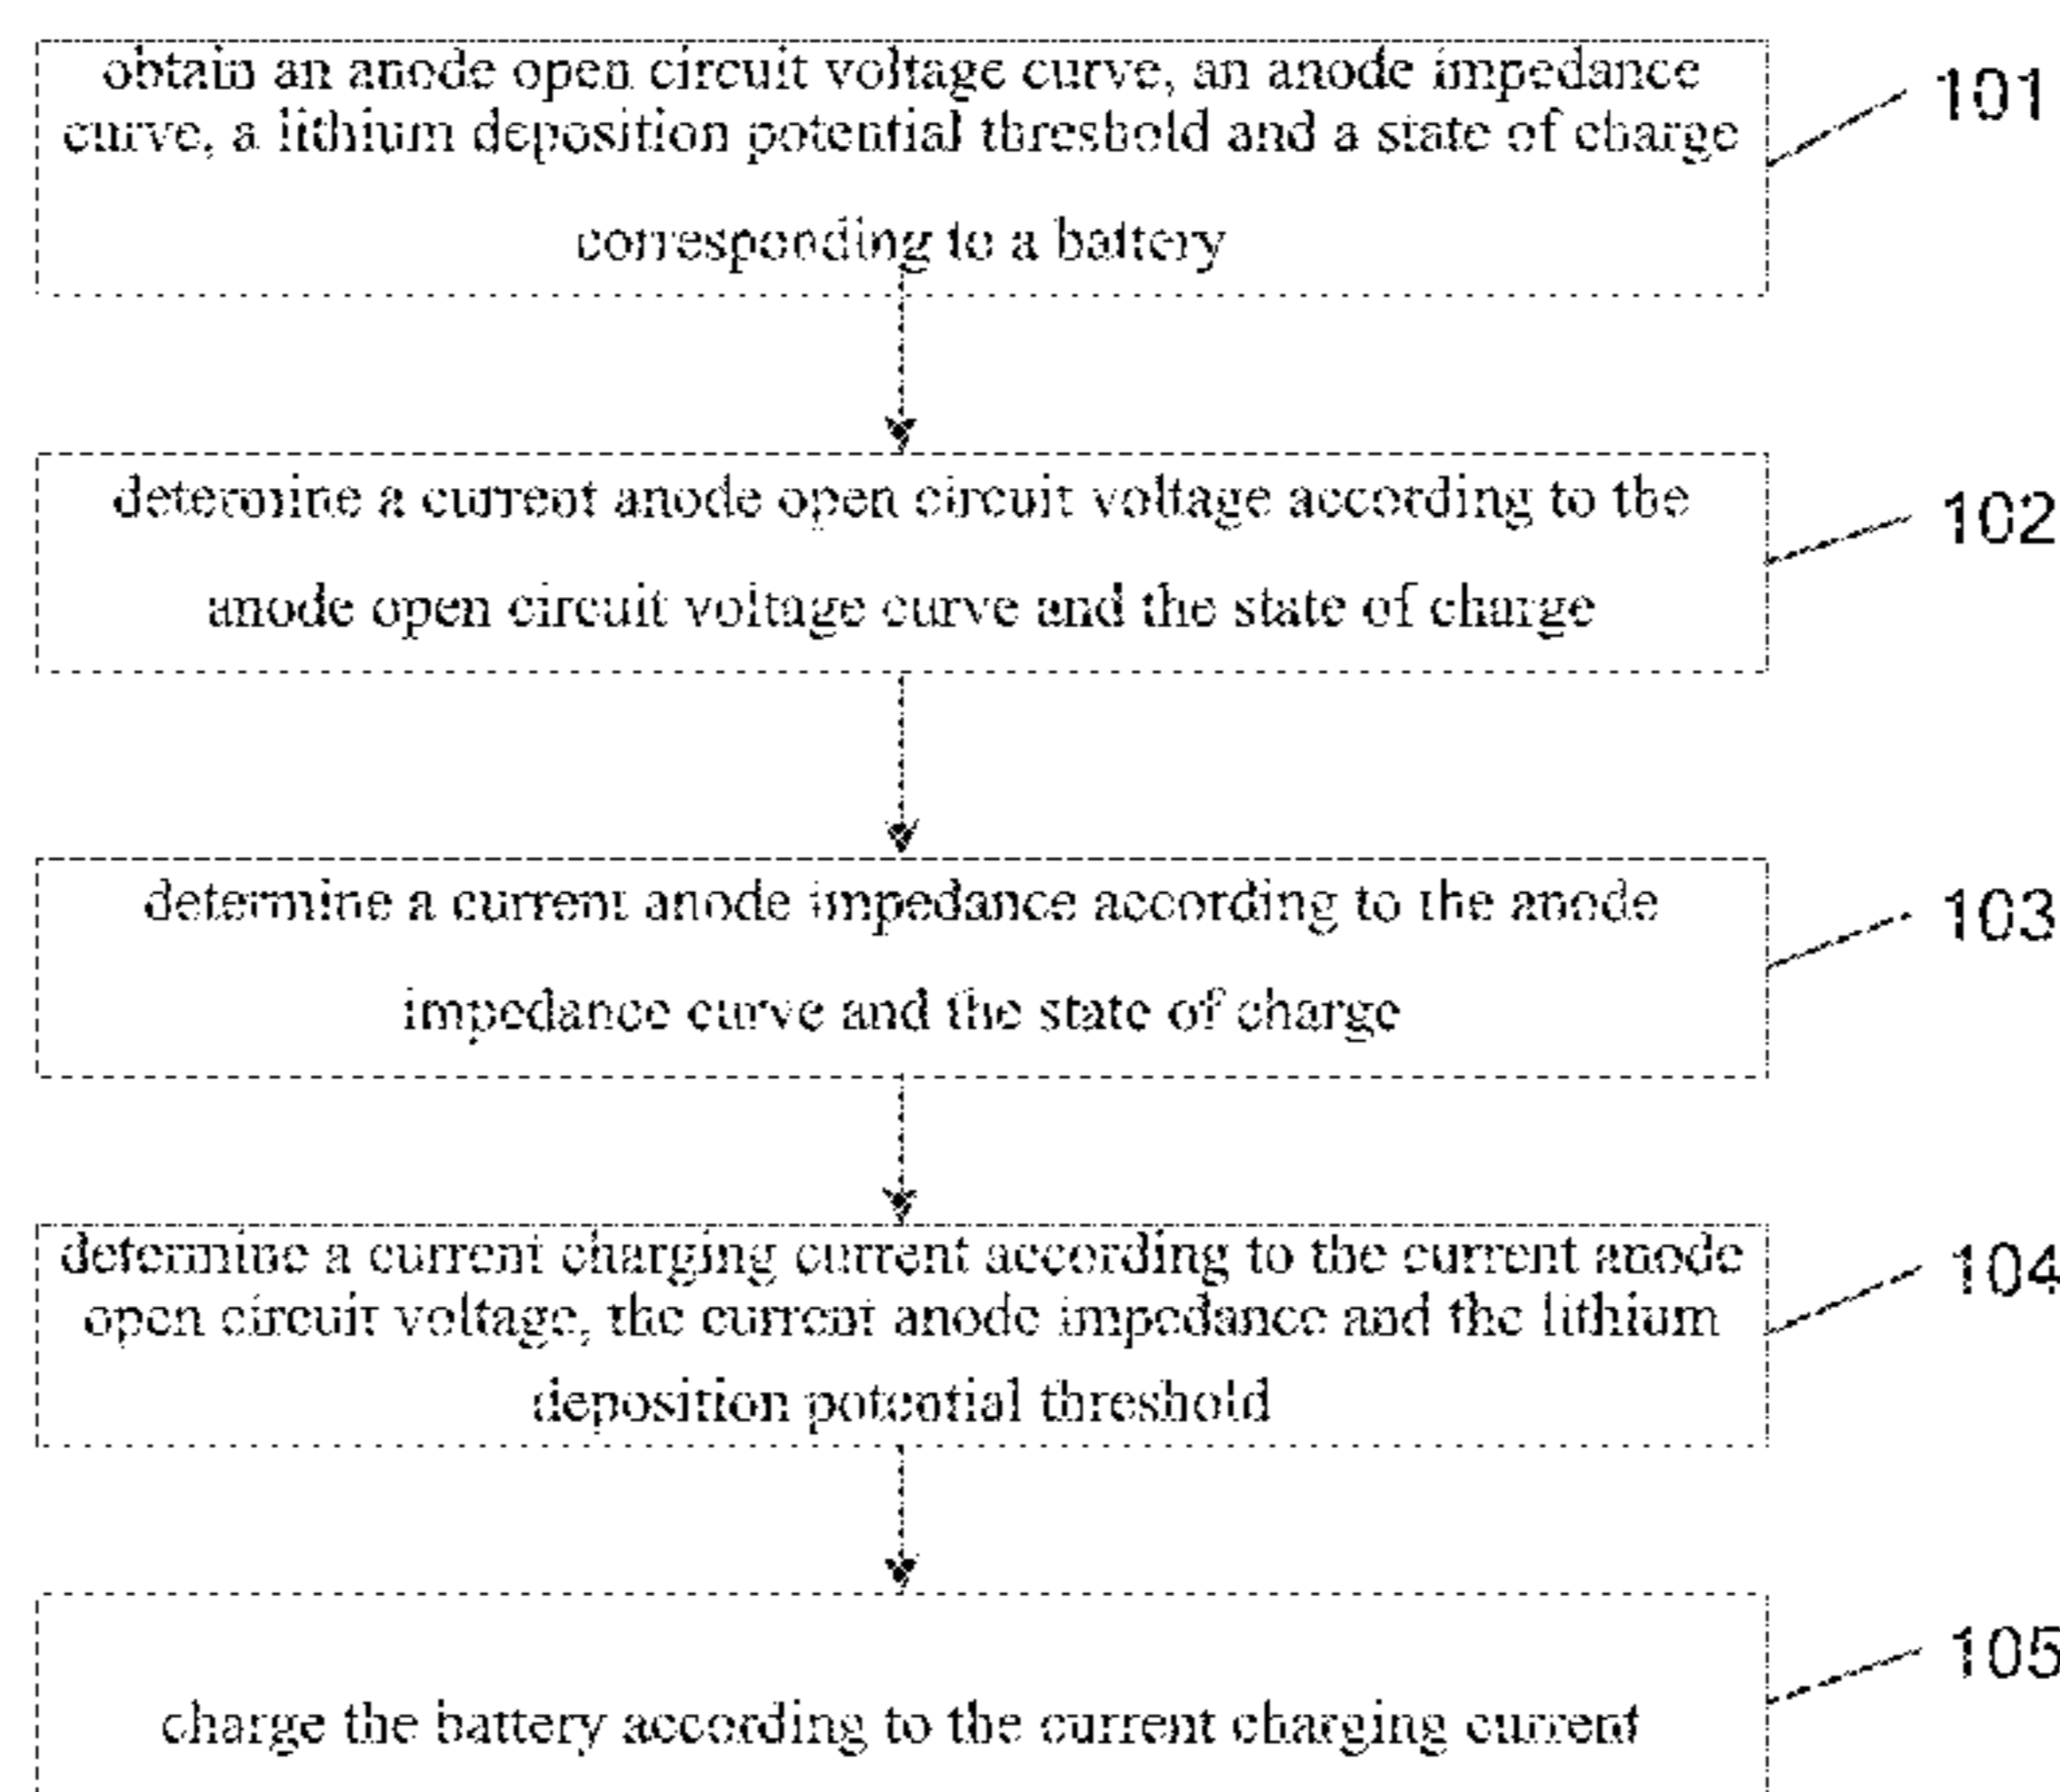 obtain an anode open circuit voltage curve, an anode impedance
curve, a lithium deposition potential threshold and a state of charge
corresponding to a battery
101
determine a current anode open circuit voltage according to the
anode open circuit voltage curve and the state of charge
102
determine a current anode impedance according to the anode
impedance curve and the state of charge
103
determine a current charging current according to the current anode
open circuit voltage, the current anode impedance and the lithium
deposition potential threshold
104
charge the battery according to the current charging current
105